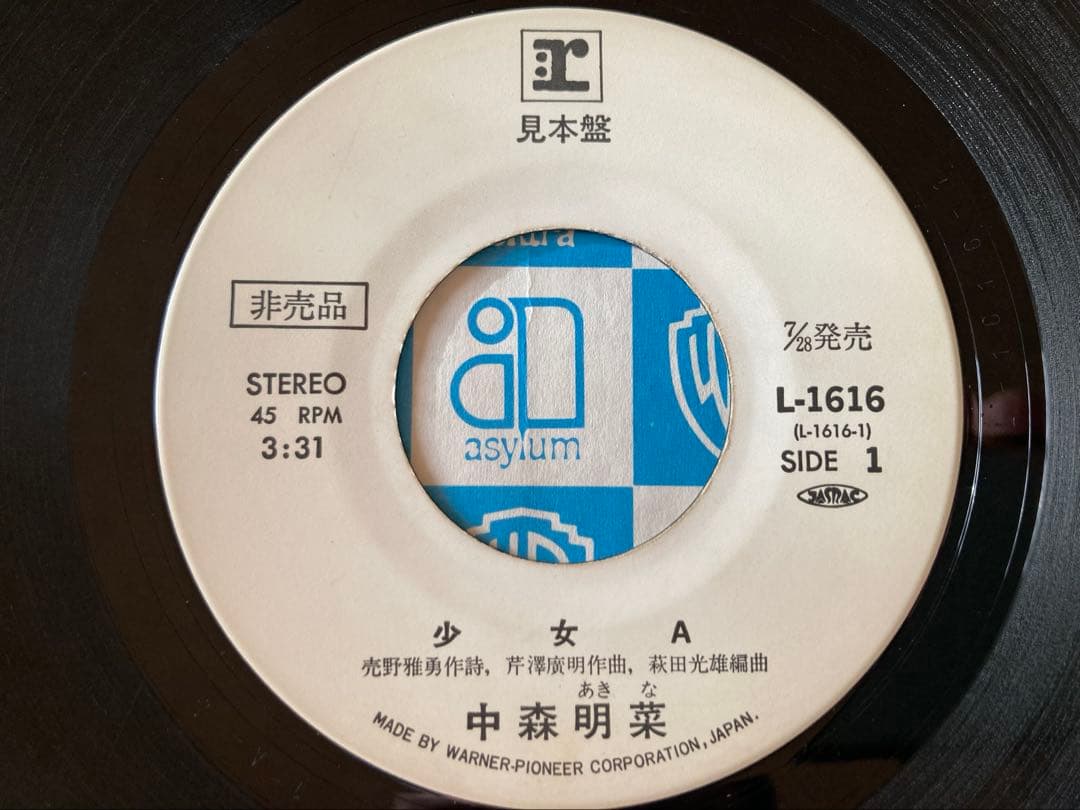 r
見本盤
非売品
STEREO
45 RPM
3:31
7/28発売
L-1616
(L-1616-1)
SIDE 1
JASRAC
asylum
少女A
売野雅勇作詩, 芹澤廣明作曲, 萩田光雄編曲
あきな
中森明菜
MADE BY WARNER-PIONEER CORPORATION, JAPAN.